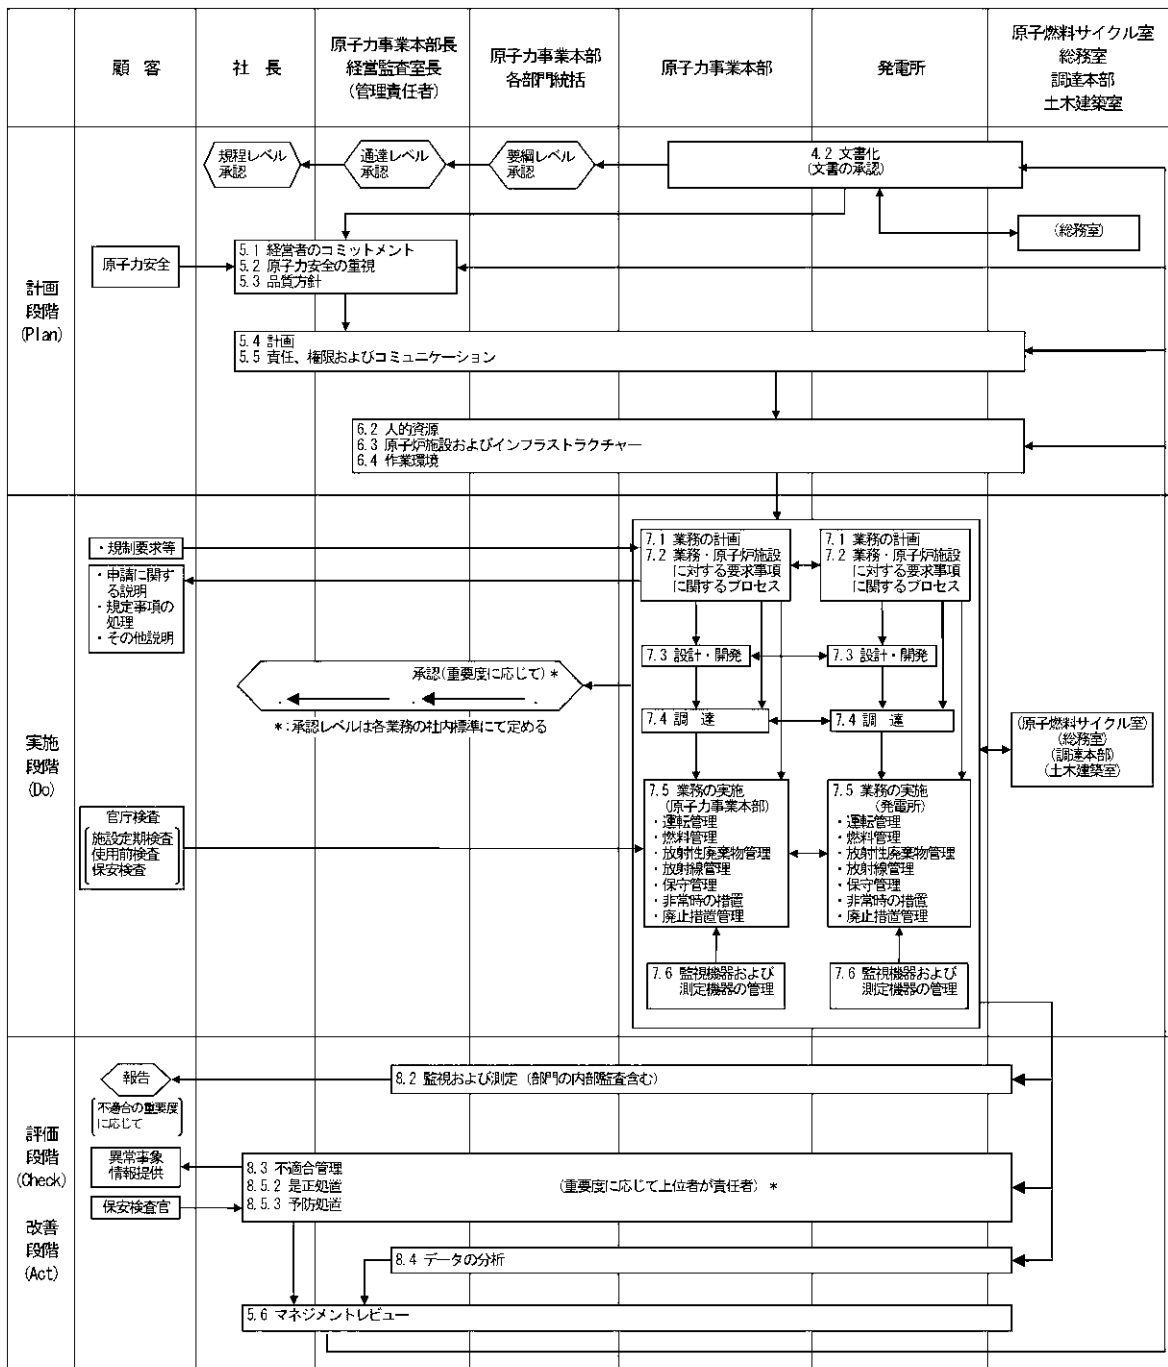 顧 客
社 長
原子力事業本部長
経営監査室長
(管理責任者)
原子力事業本部
各部門統括
原子力事業本部
発電所
原子燃料サイクル室
総務室
調達本部
土木建築室
計画
段階
(Plan)
規程レベル
承認
通達レベル
承認
要綱レベル
承認
4.2 文書化
(文書の承認)
(総務室)
原子力安全
5.1 経営者のコミットメント
5.2 原子力安全の重視
5.3 品質方針
5.4 計画
5.5 責任、権限およびコミュニケーション
6.2 人的資源
6.3 原子炉施設およびインフラストラクチャー
6.4 作業環境
実施
段階
(Do)
・規制要求等
・申請に関す
る説明
・規定事項の
処理
・その他説明
7.1 業務の計画
7.2 業務・原子炉施設
に対する要求事項
に関するプロセス
7.1 業務の計画
7.2 業務・原子炉施設
に対する要求事項
に関するプロセス
7.3 設計・開発
7.3 設計・開発
承認(重要度に応じて) *
*:承認レベルは各業務の社内標準にて定める
7.4 調 達
7.4 調 達
(原子燃料サイクル室)
(総務室)
(調達本部)
(土木建築室)
官庁検査
施設定期検査
使用前検査
保安検査
7.5 業務の実施
(原子力事業本部)
・運転管理
・燃料管理
・放射性廃棄物管理
・放射線管理
・保守管理
・非常時の措置
・廃止措置管理
7.5 業務の実施
(発電所)
・運転管理
・燃料管理
・放射性廃棄物管理
・放射線管理
・保守管理
・非常時の措置
・廃止措置管理
7.6 監視機器および
測定機器の管理
7.6 監視機器および
測定機器の管理
評価
段階
(Check)
改善
段階
(Act)
報告
不適合の重要度
に応じて
8.2 監視および測定 (部門の内部監査含む)
異常事象
情報提供
保安検査官
8.3 不適合管理
8.5.2 是正処置
8.5.3 予防処置
(重要度に応じて上位者が責任者) *
8.4 データの分析
5.6 マネジメントレビュー